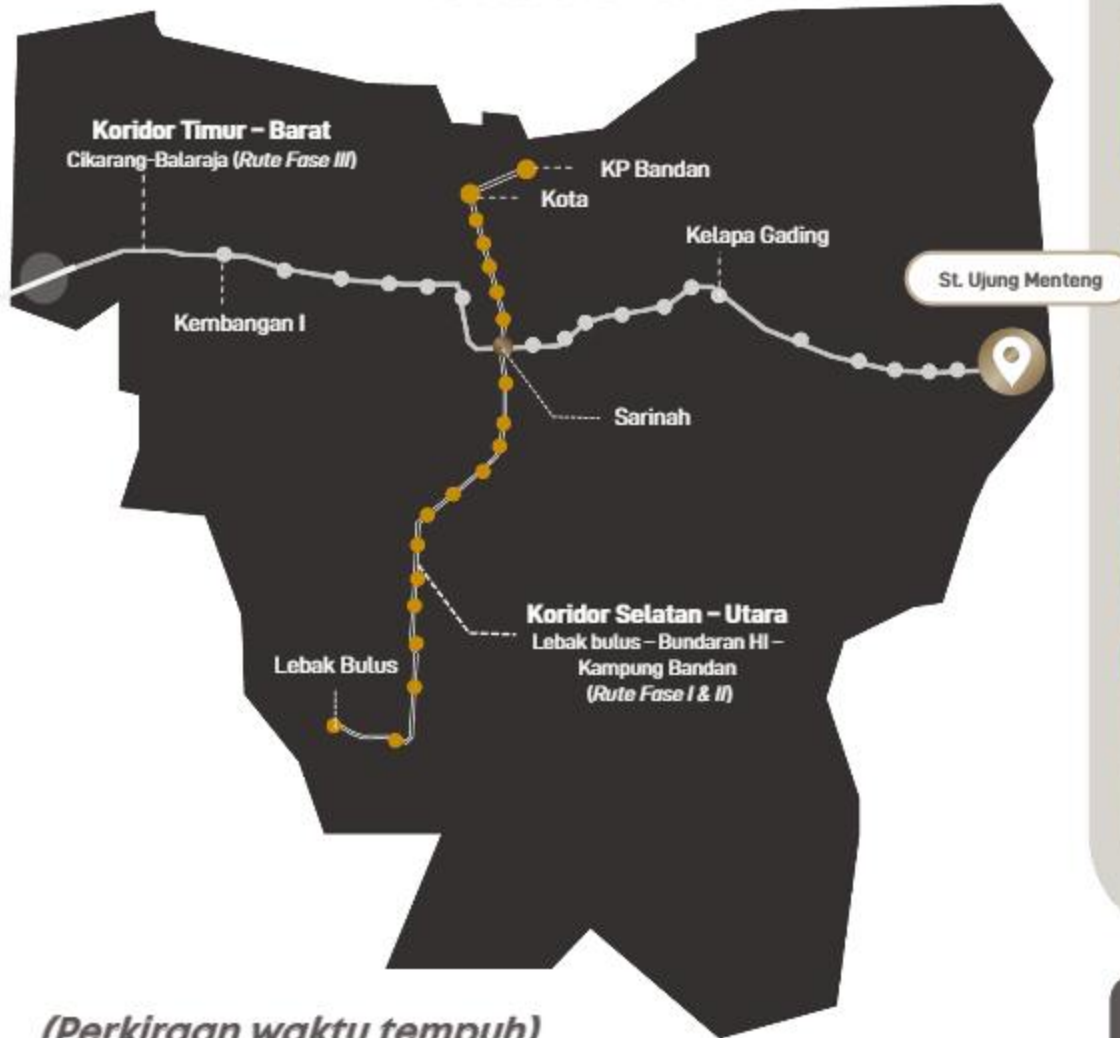 Koridor Timur – Barat
Cikarang-Balaraja (Rute Fase III)
KP Bandan
Kota
Kelapa Gading
St. Ujung Menteng
Kembangan I
Sarinah
Koridor Selatan – Utara
Lebak bulus – Bundaran HI –
Kampung Bandan
(Rute Fase I & II)
Lebak Bulus
(Perkiraan waktu tempuh)